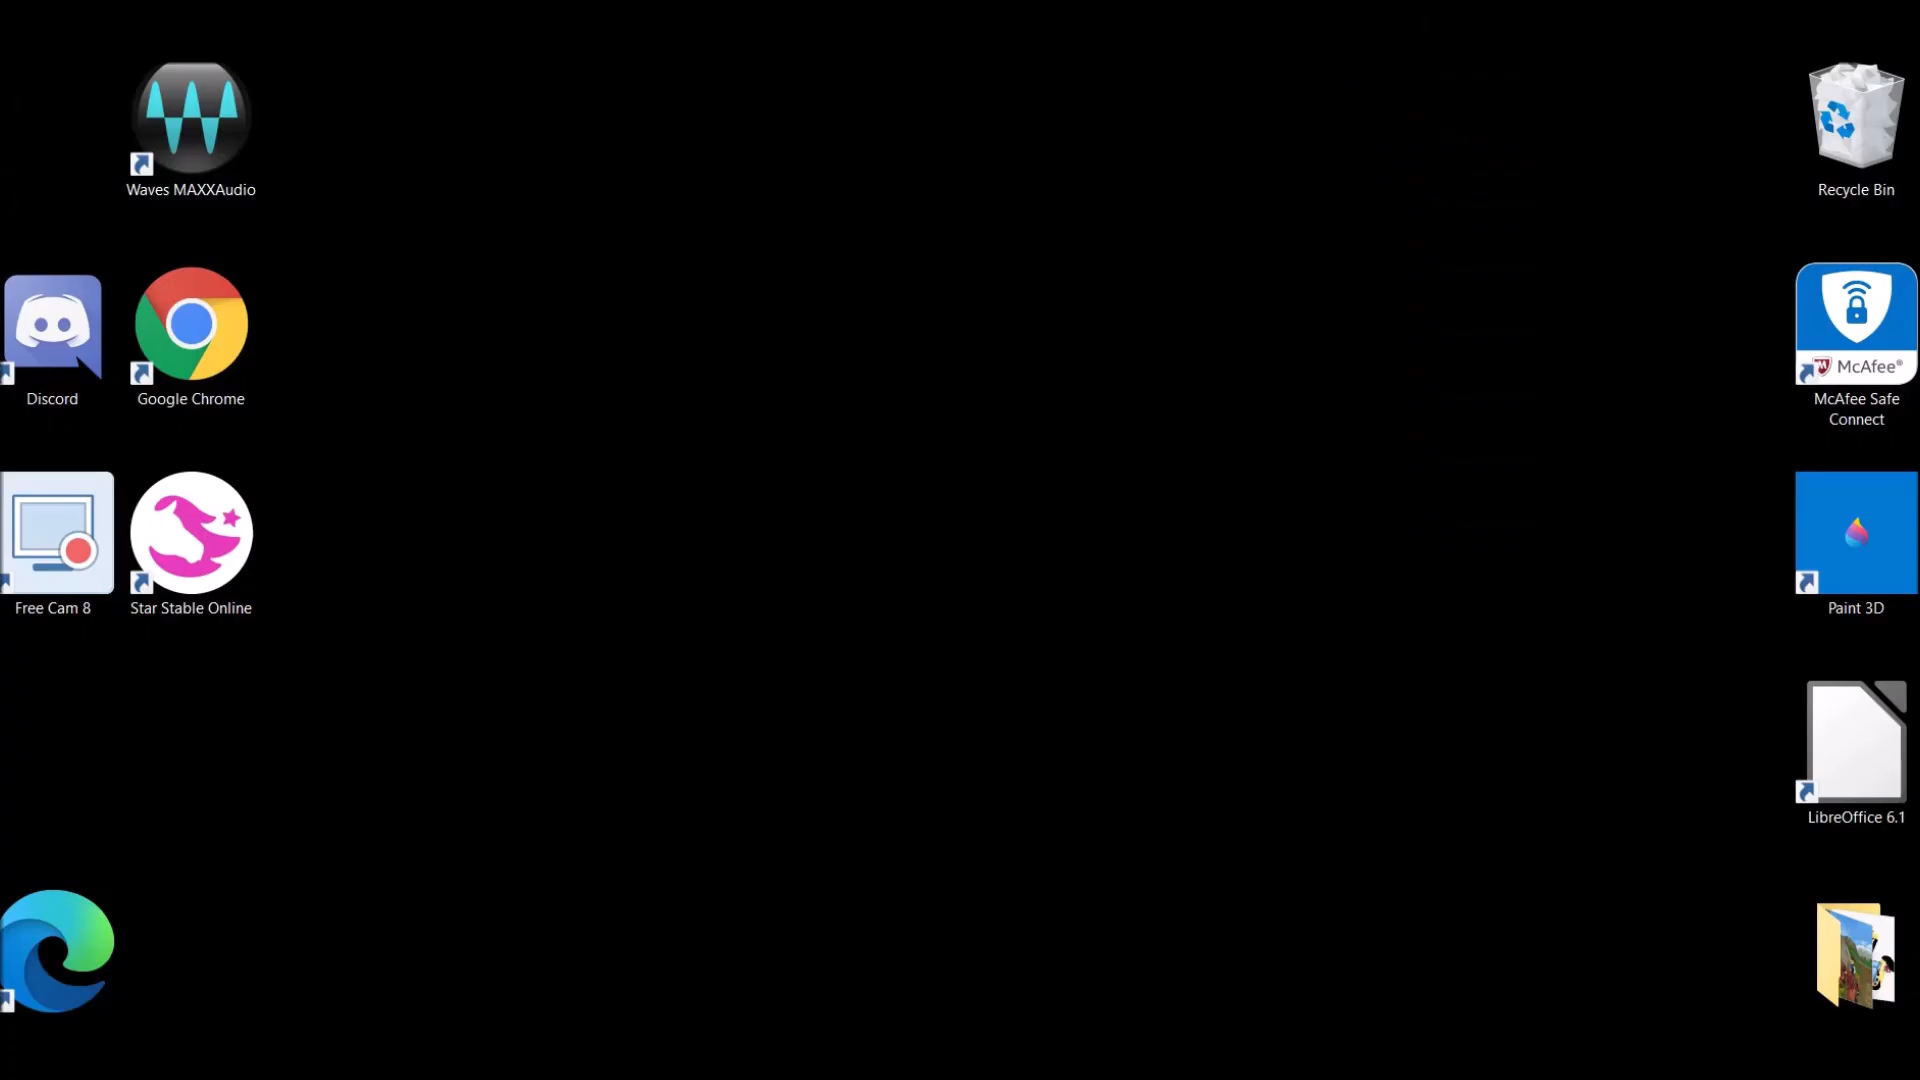 Waves MAXXAudio
Recycle Bin
Discord
Google Chrome
McAfee®
McAfee Safe
Connect
Free Cam 8
Star Stable Online
Paint 3D
LibreOffice 6.1